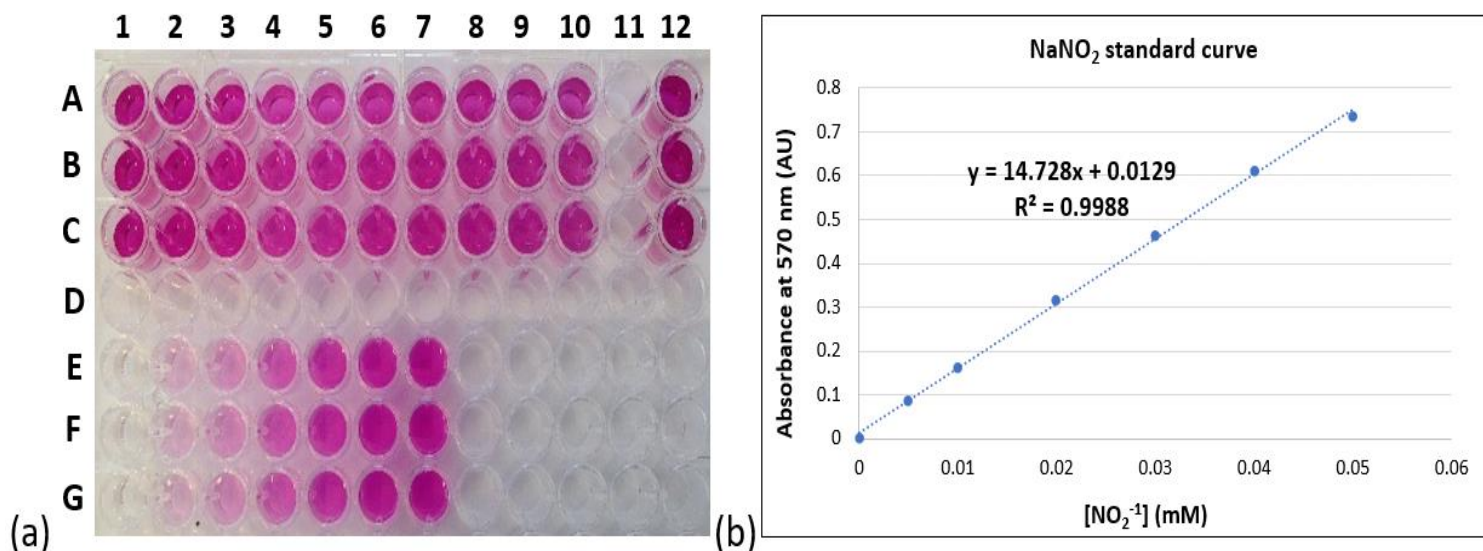 1 2 3 4 5 6 7 8 9 10 11 12
A
B
C
D
E
F
G
(a)
NaNO₂ standard curve
0.8
0.7
0.6
0.5
0.4
0.3
0.2
0.1
0
Absorbance at 570 nm (AU)
y = 14.728x + 0.0129
R² = 0.9988
0 0.01 0.02 0.03 0.04 0.05 0.06
[NO₂⁻¹] (mM)
(b)